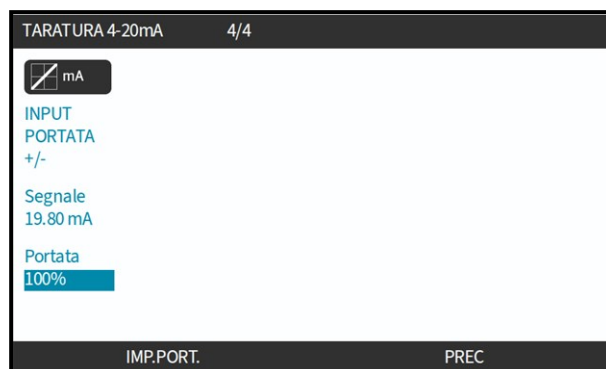 TARATURA 4-20mA 4/4
mA
INPUT
PORTATA
+/-
Segnale
19.80 mA
Portata
100%
IMP.PORT. PREC